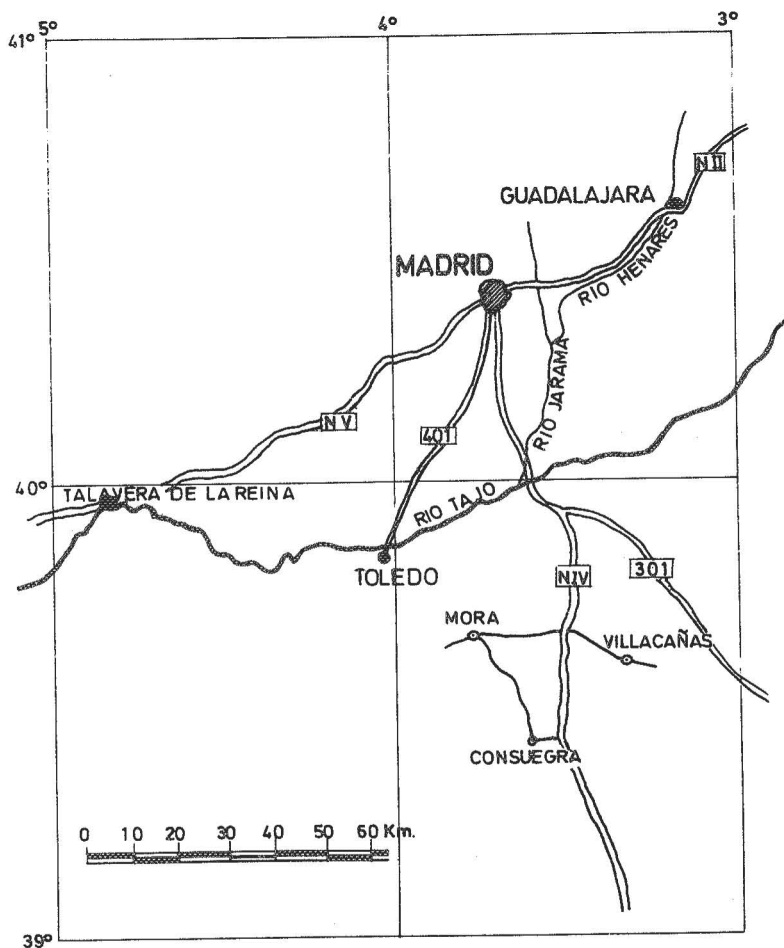 5°
4°
3°
41°
N II
GUADALAJARA
MADRID
RIO HENARES
RIO JARAMA
N V
401
40°
TALAVERA DE LA REINA
RIO TAJO
TOLEDO
N IV
301
MORA
VILLACAÑAS
CONSUEGRA
0 10 20 30 40 50 60 Km.
39°